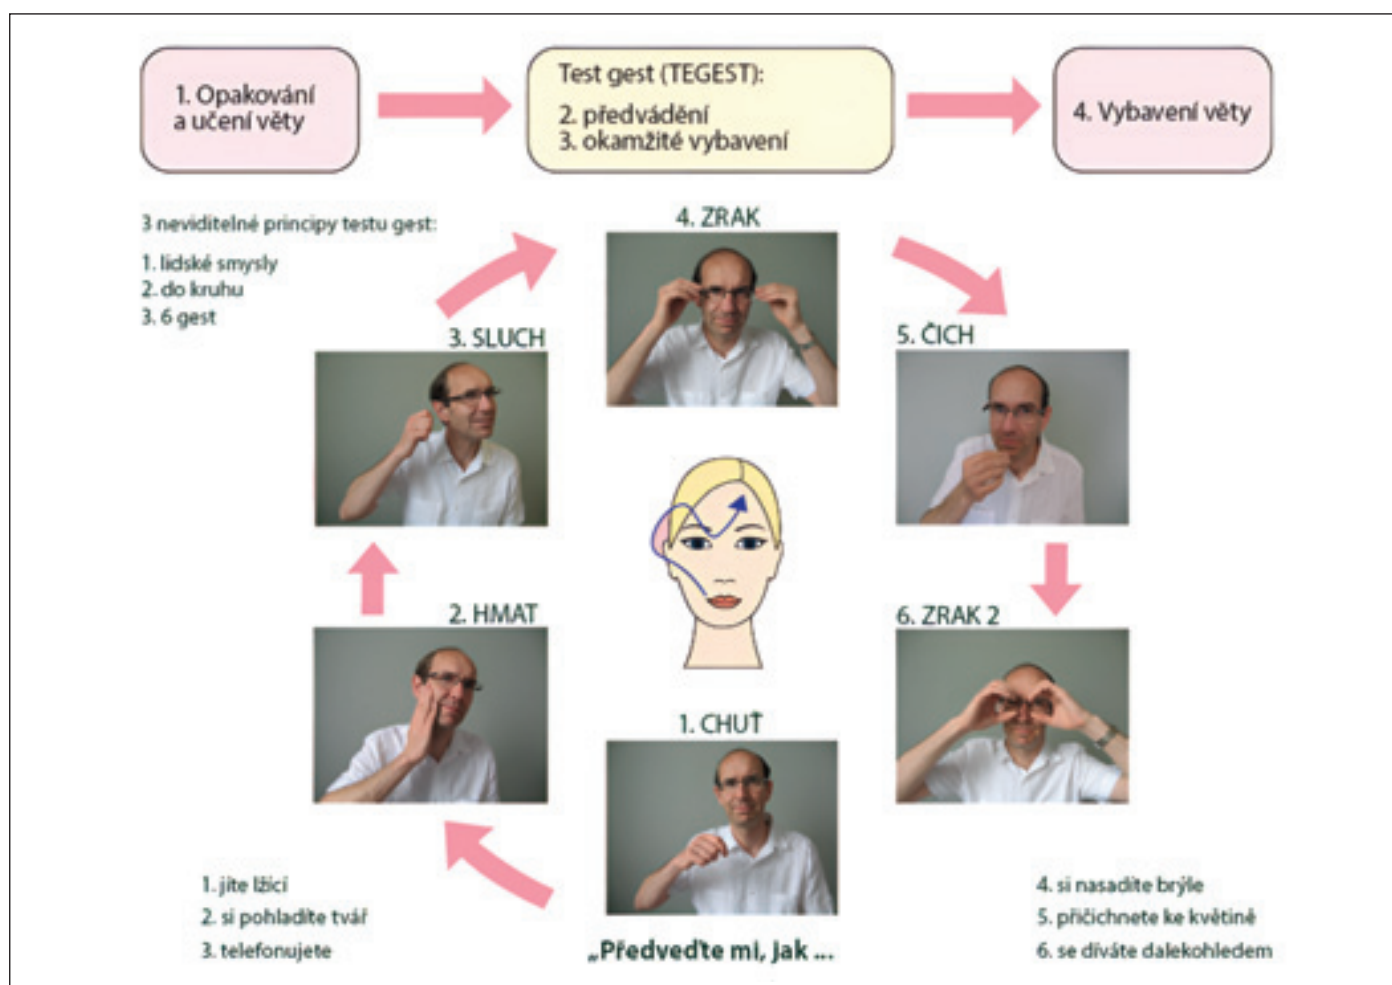 1. Opakování
a učení věty
Test gest (TEGEST):
2. předvádění
3. okamžité vybavení
4. Vybavení věty
3 neviditelné principy testu gest:
1. lidské smysly
2. do kruhu
3. 6 gest
4. ZRAK
3. SLUCH
5. ČICH
2. HMAT
6. ZRAK 2
1. CHUŤ
1. jíte lžící
2. si pohladíte tvář
3. telefonujete
„Předveďte mi, jak ...
4. si nasadíte brýle
5. přičichnete ke květině
6. se díváte dalekohledem